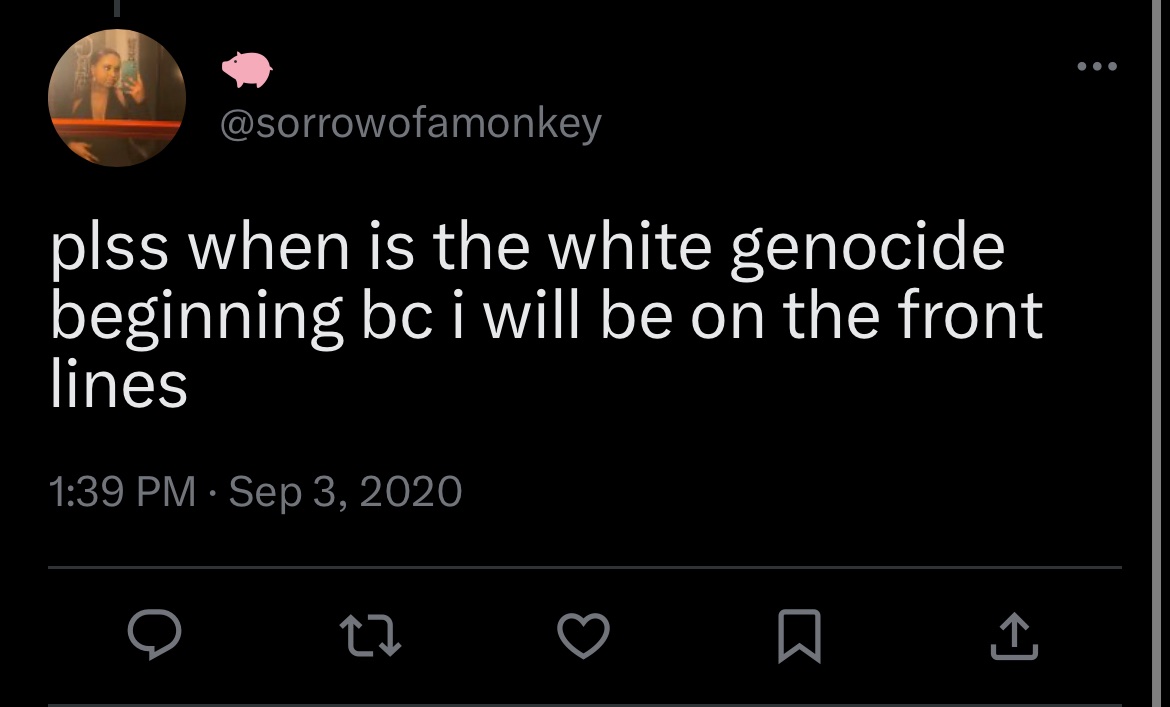 @sorrowofamonkey
plss when is the white genocide
beginning bc i will be on the front
lines
1:39 PM · Sep 3, 2020